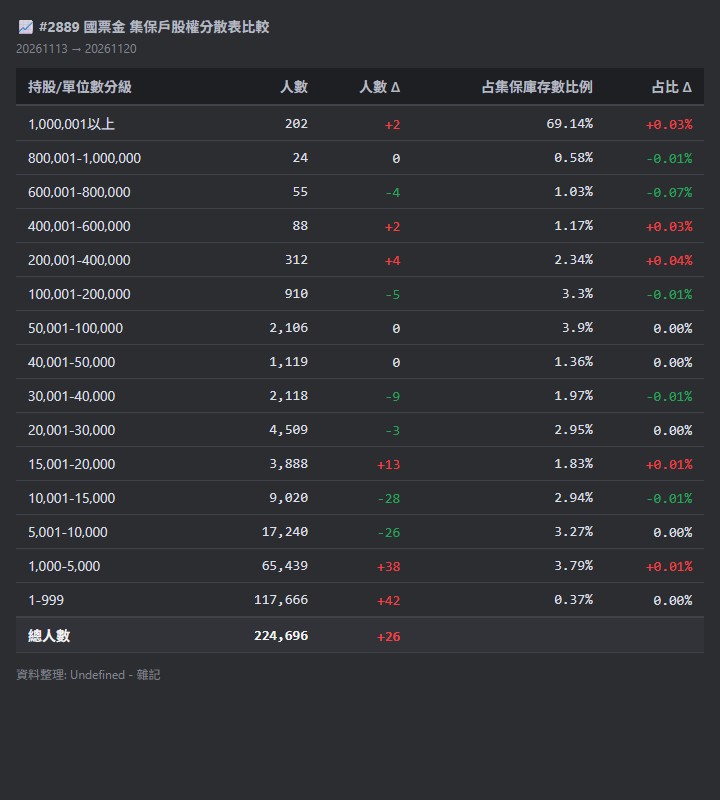 #2889 國票金 集保戶股權分散表比較
20261113 → 20261120
持股/單位數分級 人數 人數 Δ 占集保庫存數比例 占比 Δ
1,000,001以上 202 +2 69.14% +0.03%
800,001-1,000,000 24 0 0.58% -0.01%
600,001-800,000 55 -4 1.03% -0.07%
400,001-600,000 88 +2 1.17% +0.03%
200,001-400,000 312 +4 2.34% +0.04%
100,001-200,000 910 -5 3.3% -0.01%
50,001-100,000 2,106 0 3.9% 0.00%
40,001-50,000 1,119 0 1.36% 0.00%
30,001-40,000 2,118 -9 1.97% -0.01%
20,001-30,000 4,509 -3 2.95% 0.00%
15,001-20,000 3,888 +13 1.83% +0.01%
10,001-15,000 9,020 -28 2.94% -0.01%
5,001-10,000 17,240 -26 3.27% 0.00%
1,000-5,000 65,439 +38 3.79% +0.01%
1-999 117,666 +42 0.37% 0.00%
總人數 224,696 +26
資料整理: Undefined - 雜記